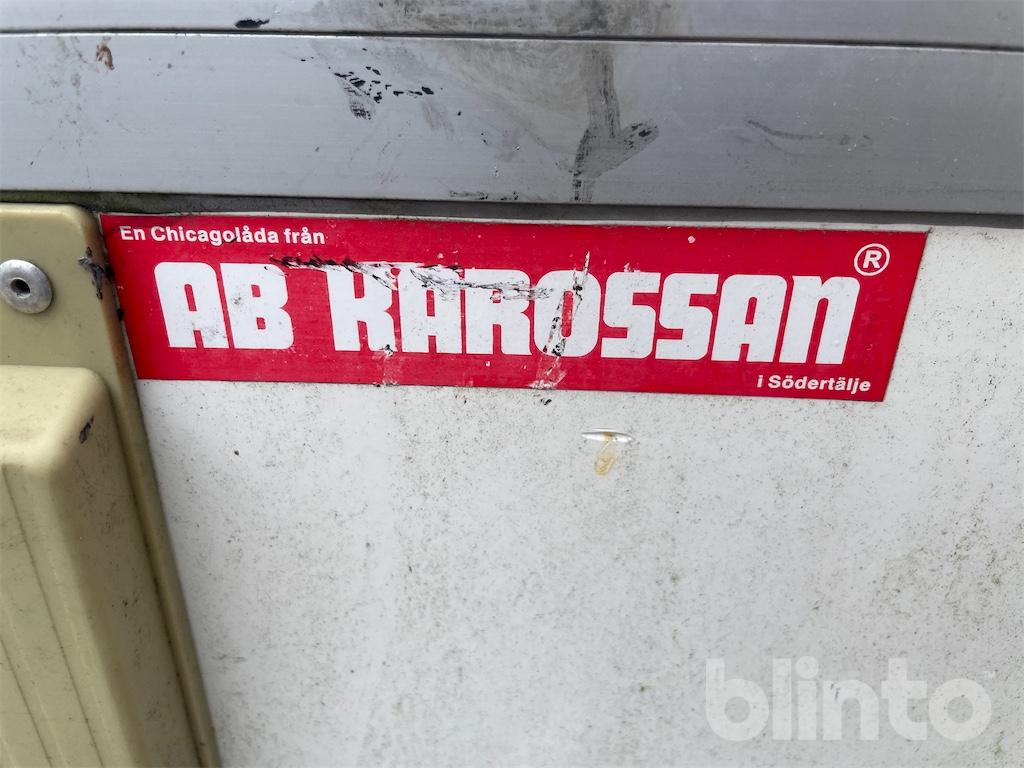 En Chicagolåda från
AB KAROSSAN ®
i Södertälje
blinto